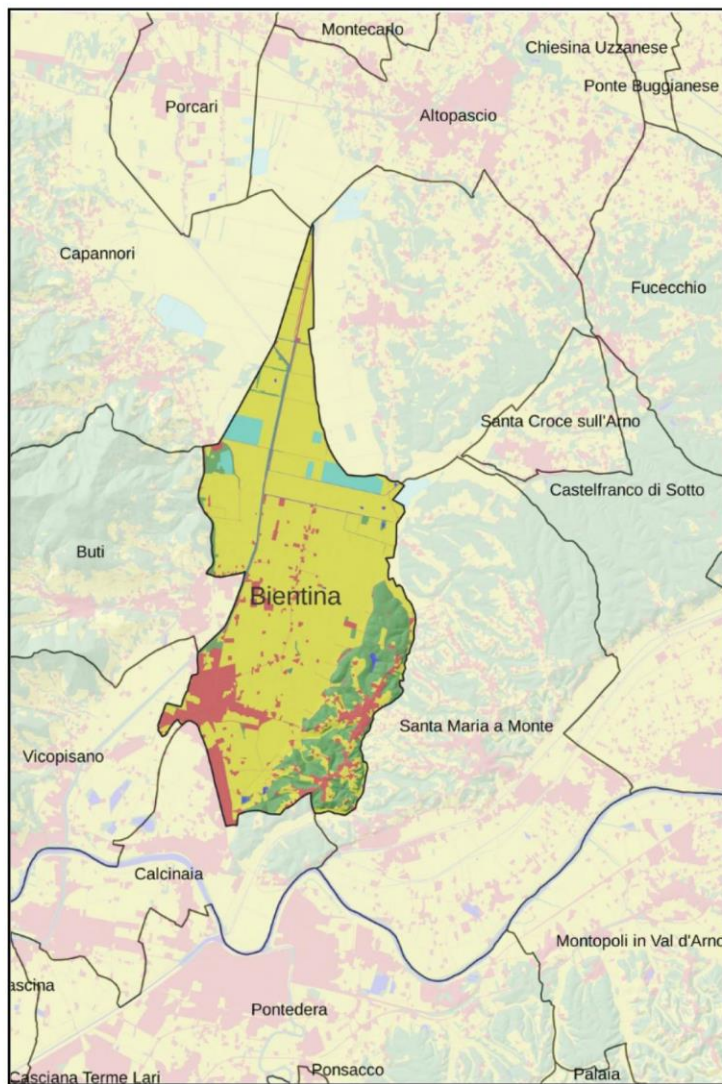 Montecarlo
Chiesina Uzzanese
Ponte Buggianese
Porcari
Altopascio
Capannori
Fucecchio
Santa Croce sull'Arno
Castelfranco di Sotto
Buti
Bientina
Santa Maria a Monte
Vicopisano
Calcinaia
Montopoli in Val d'Arno
ascina
Pontedera
Ponsacco
Casciana Terme Lari
Palaia